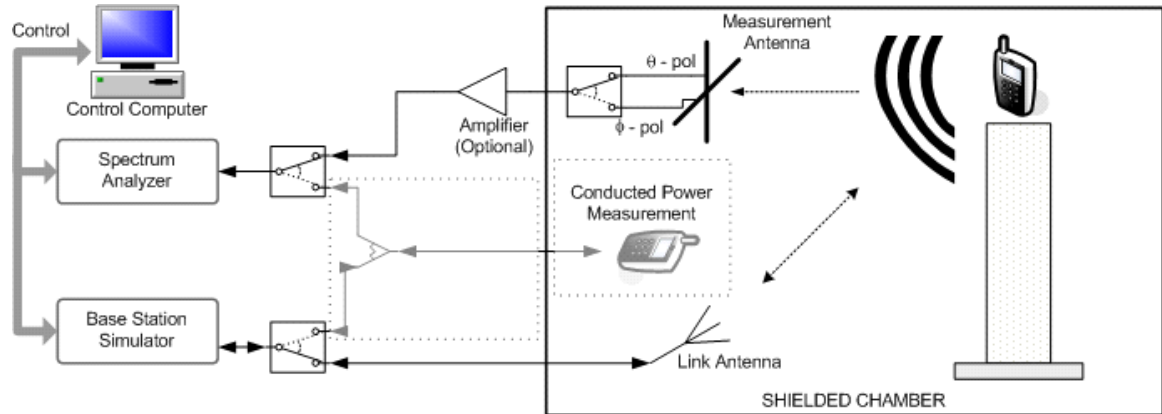 Control
Control Computer
Spectrum
Analyzer
Base Station
Simulator
Amplifier
(Optional)
θ - pol
ϕ - pol
Measurement
Antenna
Conducted Power
Measurement
Link Antenna
SHIELDED CHAMBER